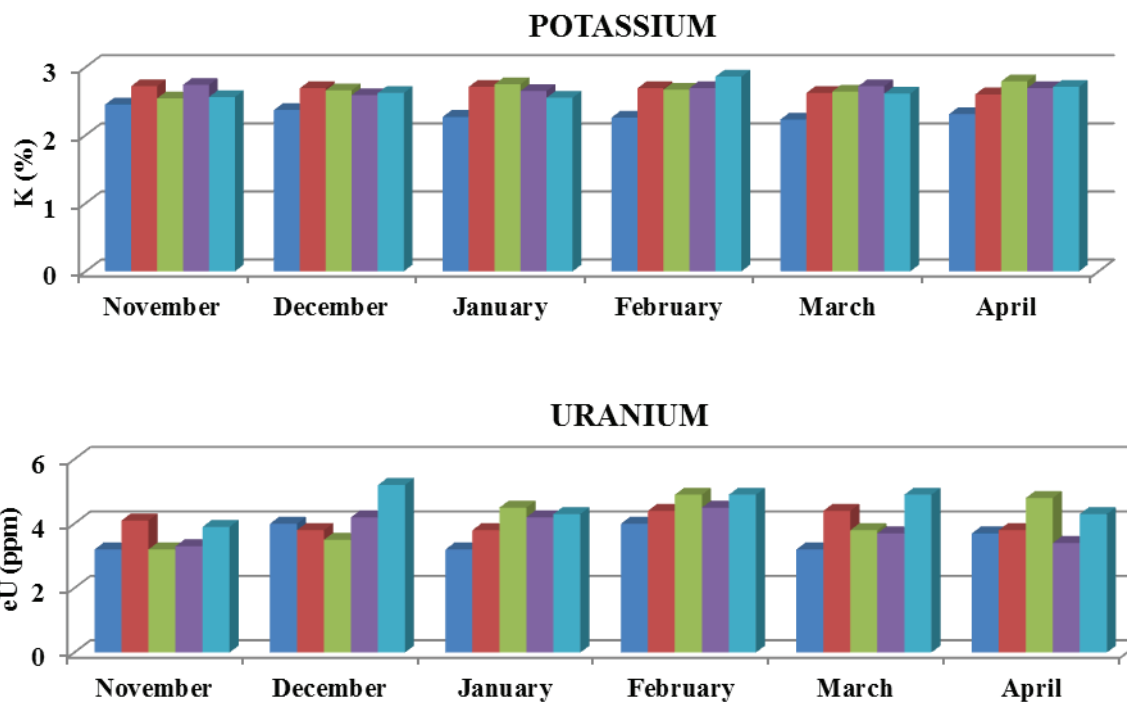 POTASSIUM
K (%)
3
2
1
0
November December January February March April
URANIUM
eU (ppm)
6
4
2
0
November December January February March April